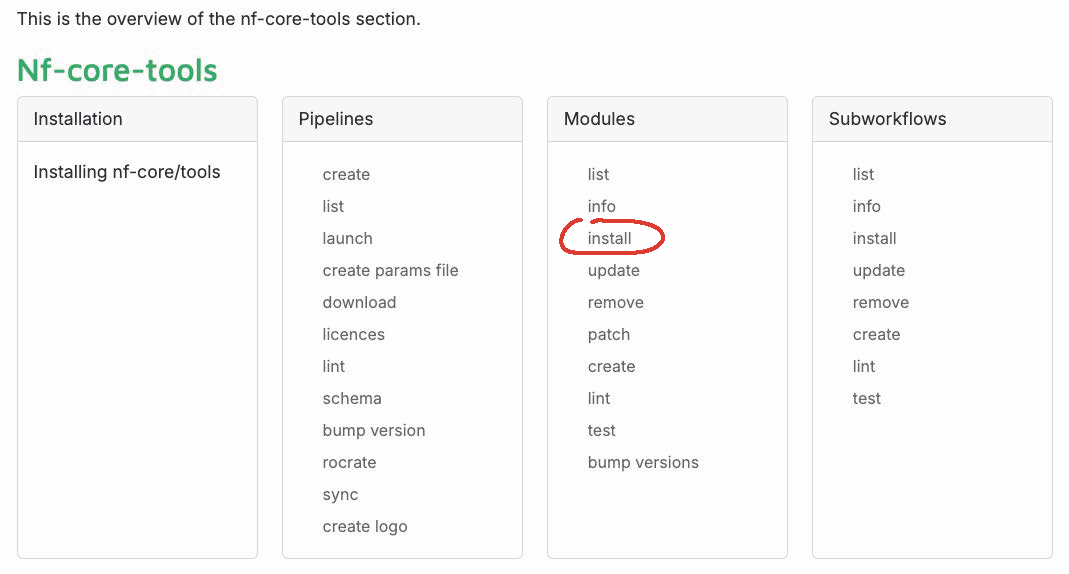 This is the overview of the nf-core-tools section.
Nf-core-tools
Installation
Installing nf-core/tools
Pipelines
create
list
launch
create params file
download
licences
lint
schema
bump version
rocrate
sync
create logo
Modules
list
info
install
update
remove
patch
create
lint
test
bump versions
Subworkflows
list
info
install
update
remove
create
lint
test